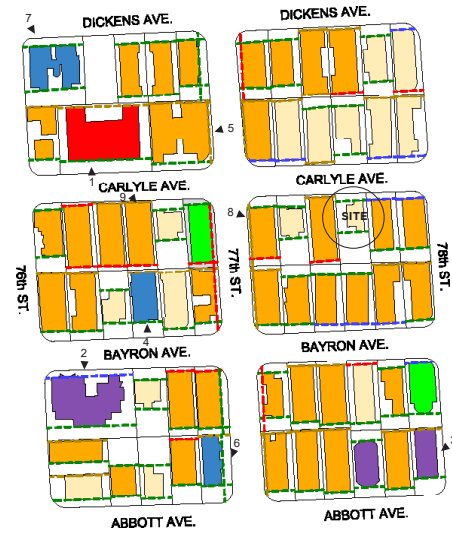 DICKENS AVE.
DICKENS AVE.
7
5
1
CARLYLE AVE.
CARLYLE AVE.
9
8
SITE
76th ST.
77th ST.
78th ST.
4
BAYRON AVE.
BAYRON AVE.
2
6
ABBOTT AVE.
ABBOTT AVE.